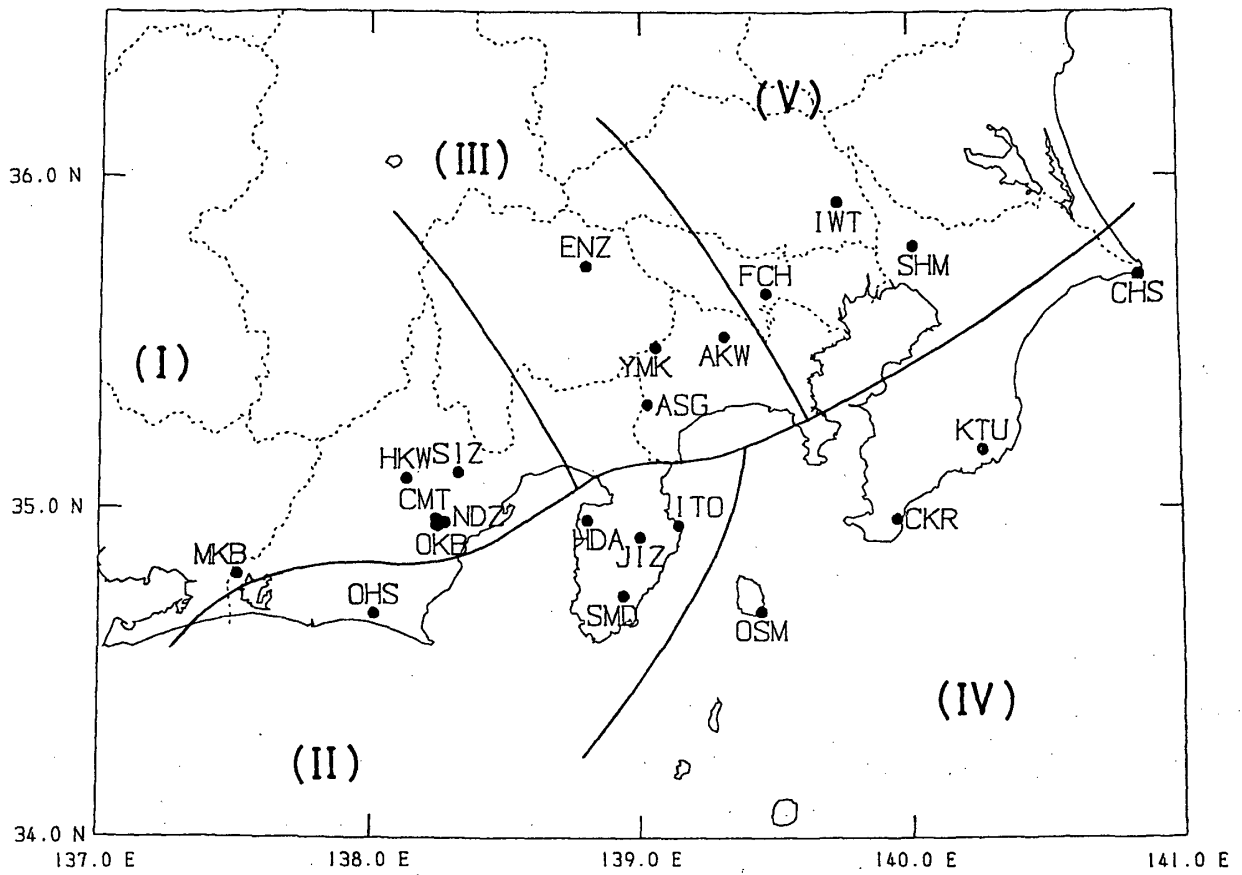 (V)
(III)
36.0 N
IWT
ENZ
SHM
FCH
CHS
(I)
YMK
AKW
ASG
KTU
HKW
SIZ
35.0 N
CMT
NDZ
ITO
CKR
OKB
HDA
JIZ
MKB
OHS
SMD
OSM
(IV)
(II)
34.0 N
137.0 E
138.0 E
139.0 E
140.0 E
141.0 E